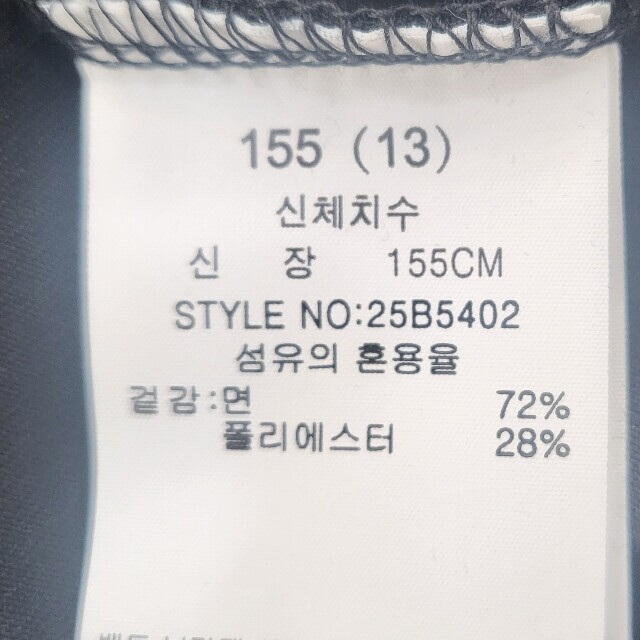 155 (13)
신체치수
신 장 155CM
STYLE NO:25B5402
섬유의 혼용율
겉감:면 72%
폴리에스터 28%